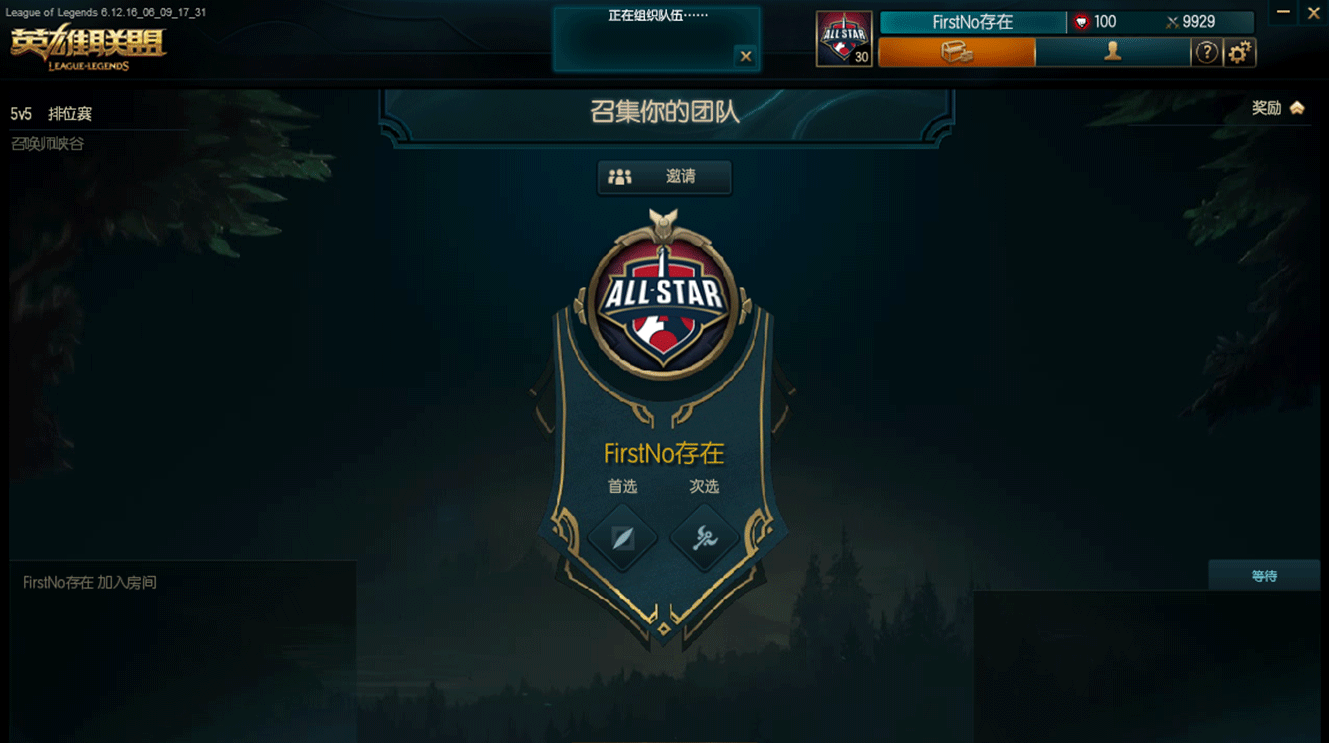 League of Legends 6.12.16_06_09_17_31
英雄联盟
LEAGUE·LEGENDS
正在组织队伍……
ALL STAR
30
FirstNo存在
100
9929
5v5 排位赛
召唤师峡谷
召集你的团队
奖励
邀请
ALL-STAR
FirstNo存在
首选 次选
FirstNo存在 加入房间
等待